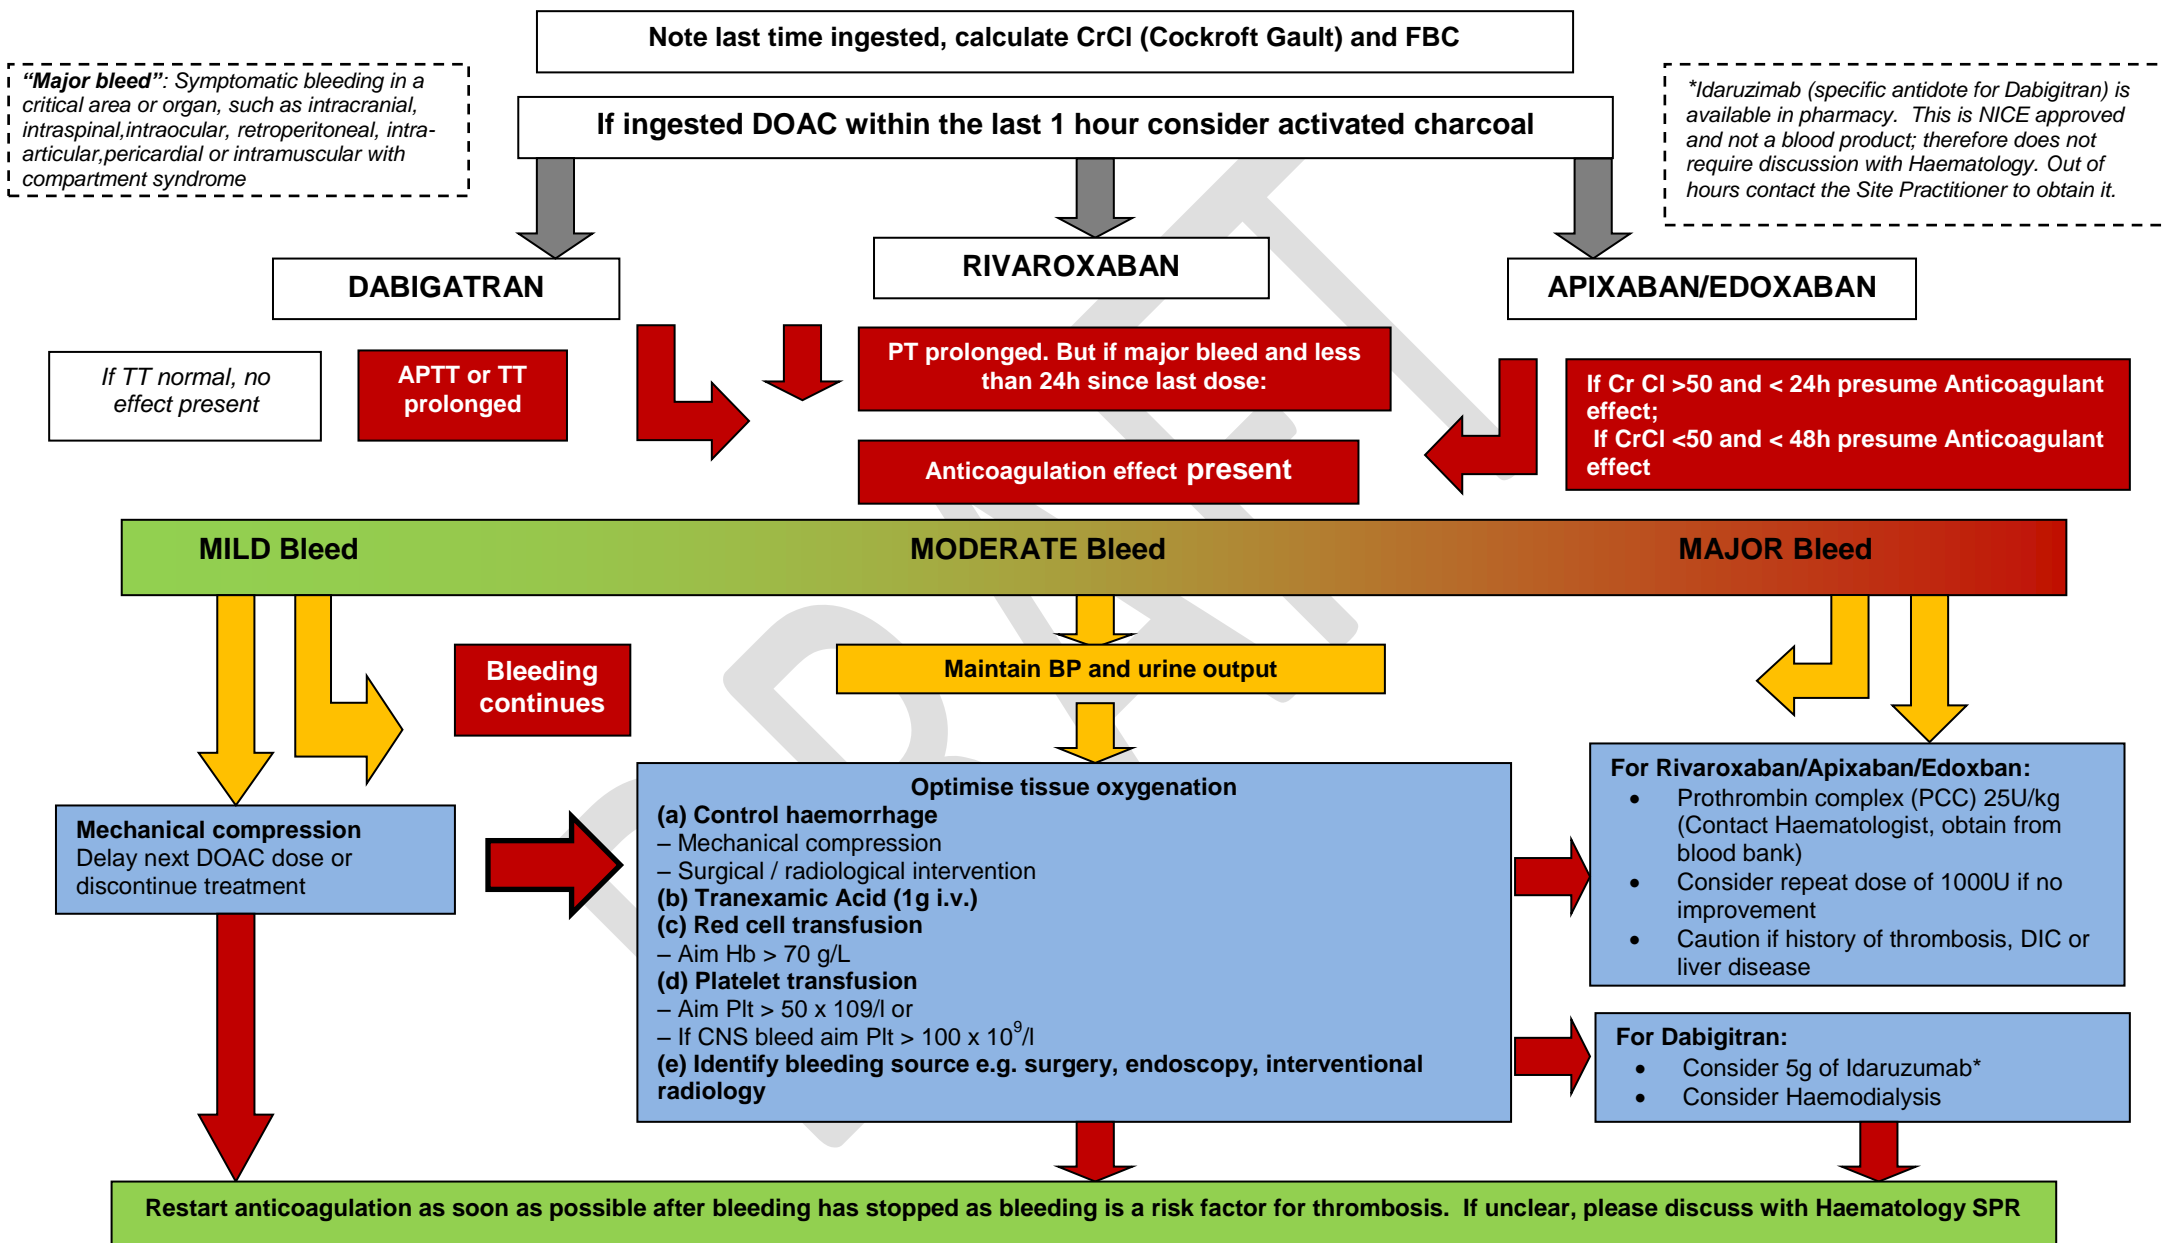 Note last time ingested, calculate CrCl (Cockroft Gault) and FBC
“Major bleed”: Symptomatic bleeding in a
critical area or organ, such as intracranial,
intraspinal,intraocular, retroperitoneal, intra-
articular,pericardial or intramuscular with
compartment syndrome
If ingested DOAC within the last 1 hour consider activated charcoal
*Idaruzimab (specific antidote for Dabigitran) is
available in pharmacy. This is NICE approved
and not a blood product; therefore does not
require discussion with Haematology. Out of
hours contact the Site Practitioner to obtain it.
DABIGATRAN
RIVAROXABAN
APIXABAN/EDOXABAN
If TT normal, no
effect present
APTT or TT
prolonged
PT prolonged. But if major bleed and less
than 24h since last dose:
If Cr Cl >50 and < 24h presume Anticoagulant
effect;
If CrCl <50 and < 48h presume Anticoagulant
effect
Anticoagulation effect present
MILD Bleed
MODERATE Bleed
MAJOR Bleed
Bleeding
continues
Maintain BP and urine output
Mechanical compression
Delay next DOAC dose or
discontinue treatment
Optimise tissue oxygenation
(a) Control haemorrhage
– Mechanical compression
– Surgical / radiological intervention
(b) Tranexamic Acid (1g i.v.)
(c) Red cell transfusion
– Aim Hb > 70 g/L
(d) Platelet transfusion
– Aim Plt > 50 x 109/l or
– If CNS bleed aim Plt > 100 x 10⁹/l
(e) Identify bleeding source e.g. surgery, endoscopy, interventional
radiology
For Rivaroxaban/Apixaban/Edoxban:
• Prothrombin complex (PCC) 25U/kg
(Contact Haematologist, obtain from
blood bank)
• Consider repeat dose of 1000U if no
improvement
• Caution if history of thrombosis, DIC or
liver disease
For Dabigitran:
• Consider 5g of Idaruzumab*
• Consider Haemodialysis
Restart anticoagulation as soon as possible after bleeding has stopped as bleeding is a risk factor for thrombosis. If unclear, please discuss with Haematology SPR
DRAFT